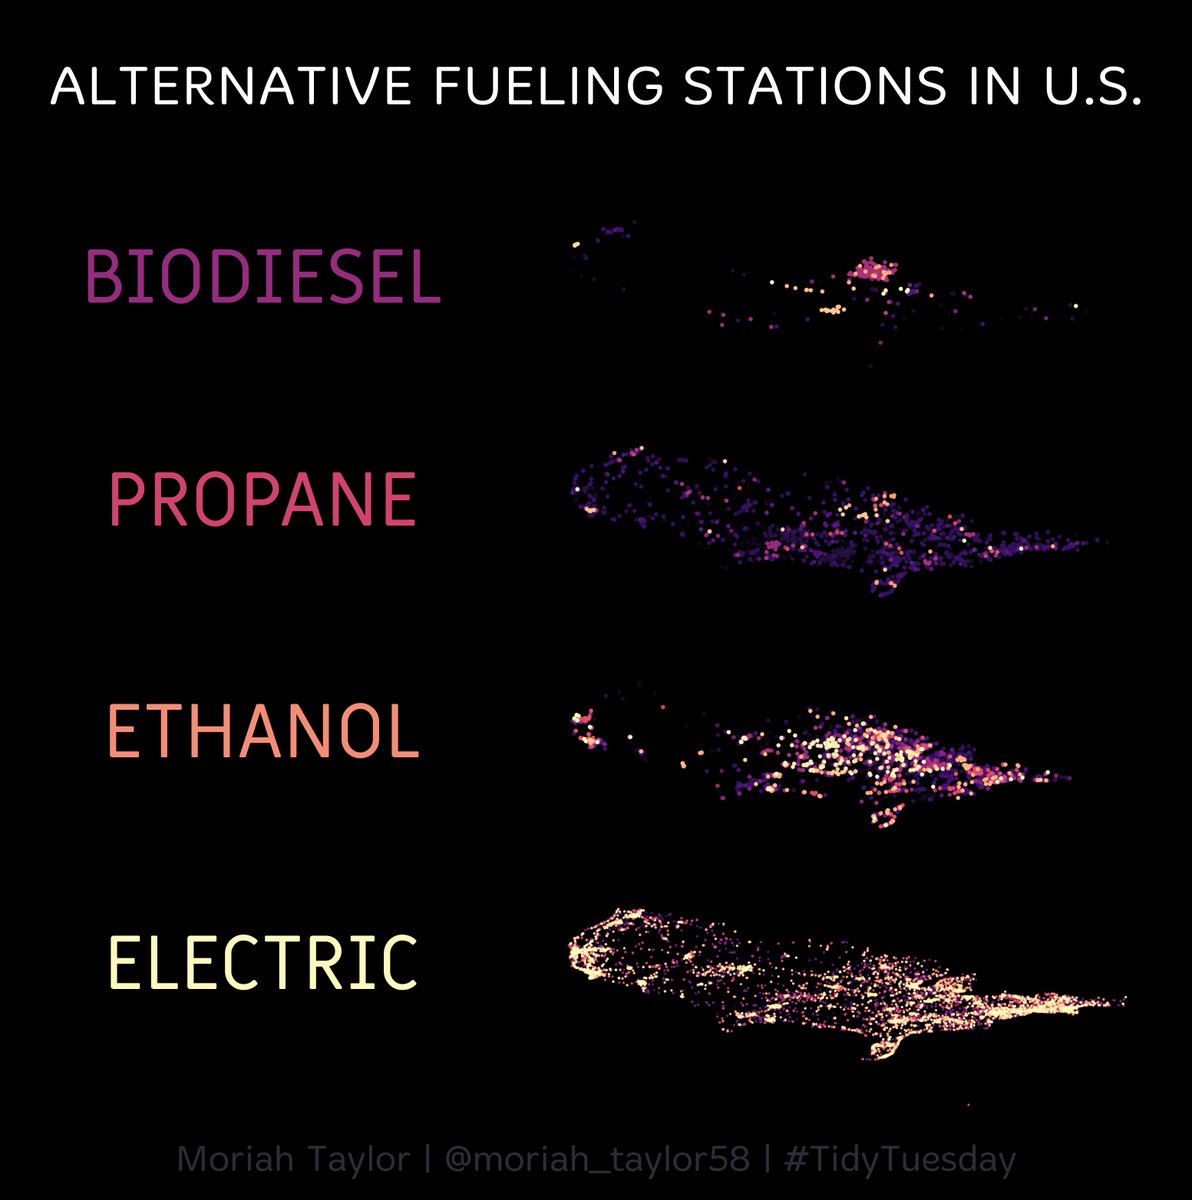 ALTERNATIVE FUELING STATIONS IN U.S.
BIODIESEL
PROPANE
ETHANOL
ELECTRIC
Moriah Taylor | @moriah_taylor58 | #TidyTuesday